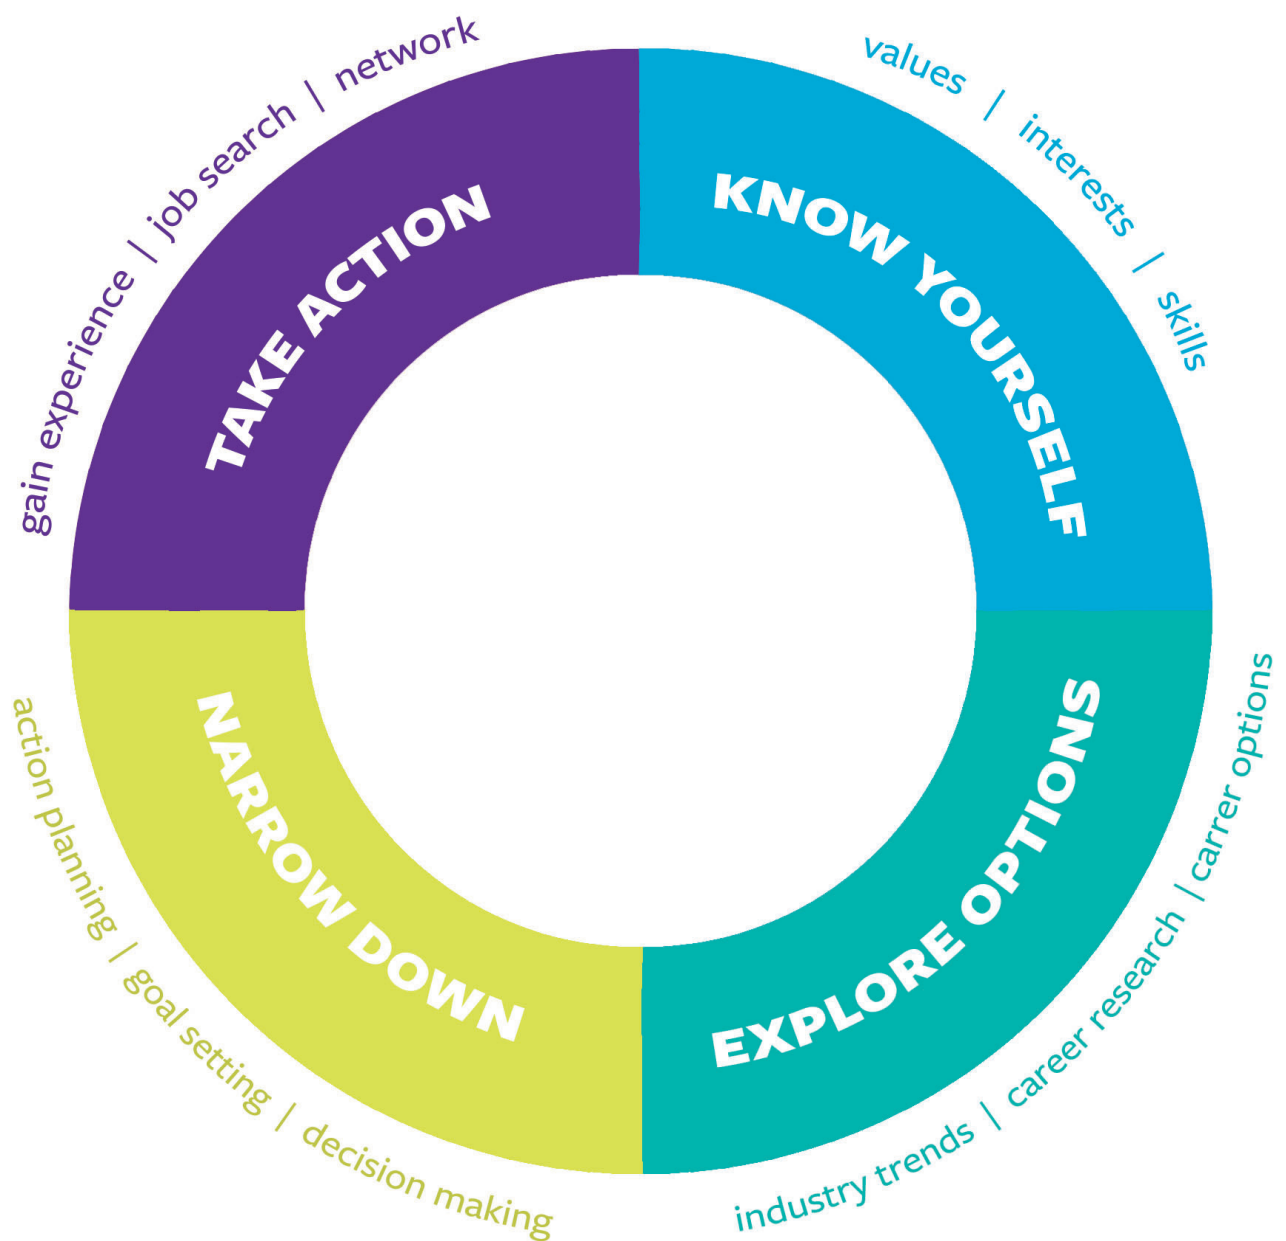 values | interests | skills
KNOW YOURSELF
EXPLORE OPTIONS
industry trends | career research | carrer options
NARROW DOWN
action planning | goal setting | decision making
TAKE ACTION
gain experience | job search | network